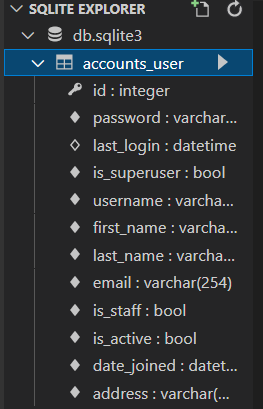 SQLITE EXPLORER
db.sqlite3
accounts_user
id : integer
password : varchar...
last_login : datetime
is_superuser : bool
username : varcha...
first_name : varcha...
last_name : varcha...
email : varchar(254)
is_staff : bool
is_active : bool
date_joined : datet...
address : varchar(...